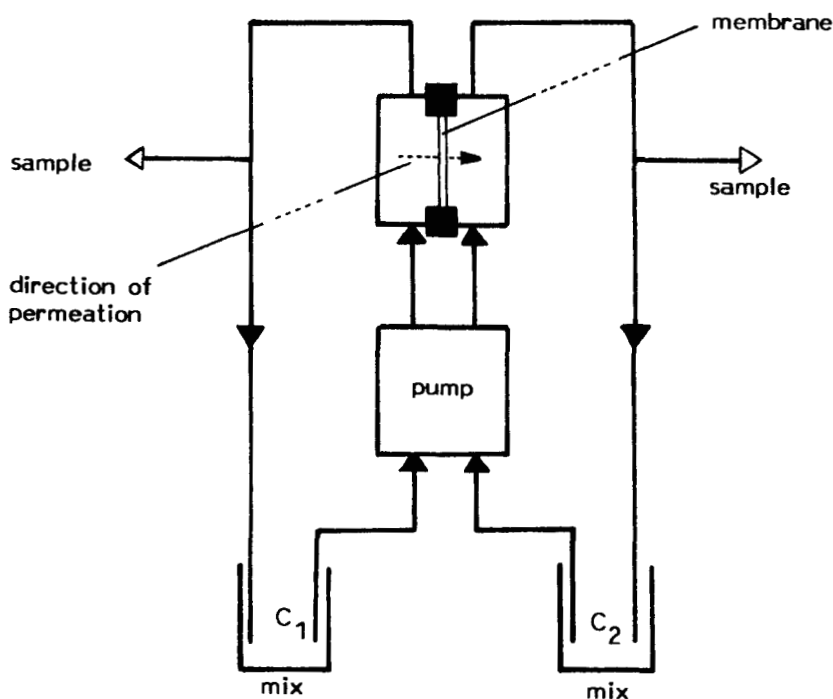 membrane
sample
sample
direction of
permeation
pump
C1
C2
mix
mix